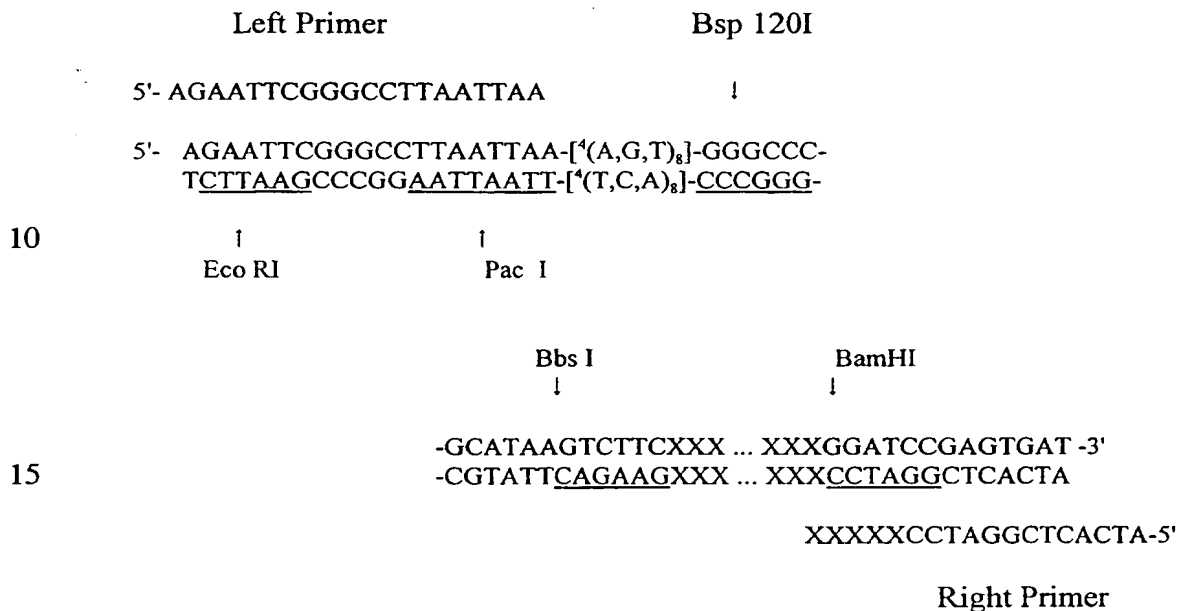 Left Primer Bsp 120I
5'- AGAATTCGGGCCTTAATTAA ↓
5'- AGAATTCGGGCCTTAATTAA-[⁴(A,G,T)₈]-GGGCCC-
TCTTAAGCCCGGAATTAATT-[⁴(T,C,A)₈]-CCCGGG-
10 ↑ ↑
Eco RI Pac I
Bbs I BamHI
↓ ↓
-GCATAAGTCTTCXXX ... XXXGGATCCGAGTGAT -3'
15 -CGTATTCAGAAGXXX ... XXXCCTAGGCTCACTA
XXXXXCCTAGGCTCACTA-5'
Right Primer